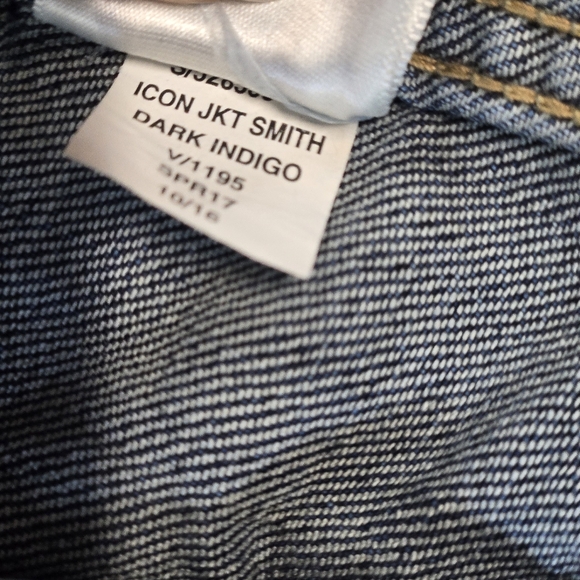 ICON JKT SMITH
DARK INDIGO
V/1195
SPR17
10/16